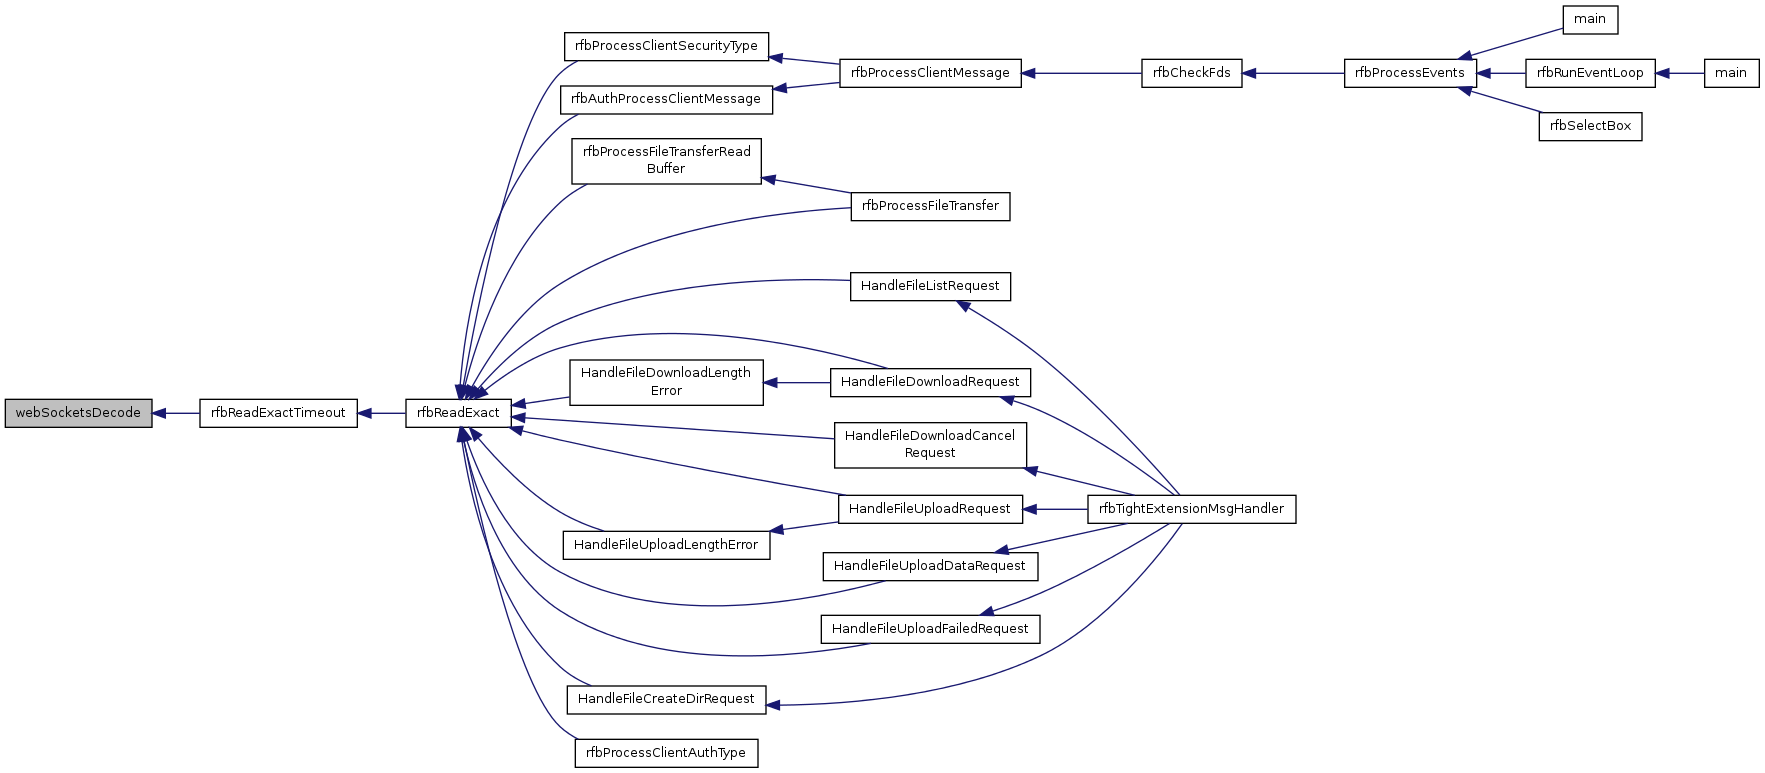 main
rfbProcessClientSecurityType
rfbProcessClientMessage
rfbCheckFds
rfbProcessEvents
rfbRunEventLoop
main
rfbAuthProcessClientMessage
rfbSelectBox
rfbProcessFileTransferRead
Buffer
rfbProcessFileTransfer
HandleFileListRequest
HandleFileDownloadLength
Error
HandleFileDownloadRequest
webSocketsDecode
rfbReadExactTimeout
rfbReadExact
HandleFileDownloadCancel
Request
HandleFileUploadRequest
rfbTightExtensionMsgHandler
HandleFileUploadLengthError
HandleFileUploadDataRequest
HandleFileUploadFailedRequest
HandleFileCreateDirRequest
rfbProcessClientAuthType